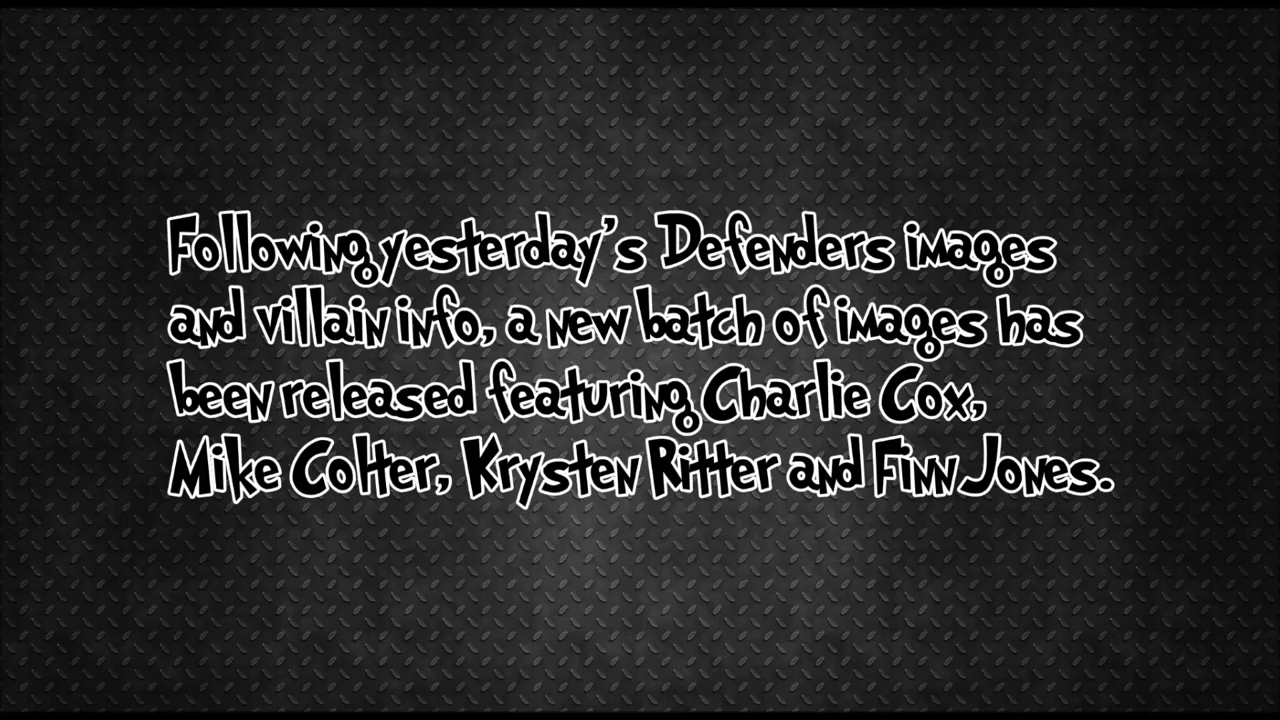 Following yesterday's Defenders images
and villain info, a new batch of images has
been released featuring Charlie Cox,
Mike Colter, Krysten Ritter and Finn Jones.